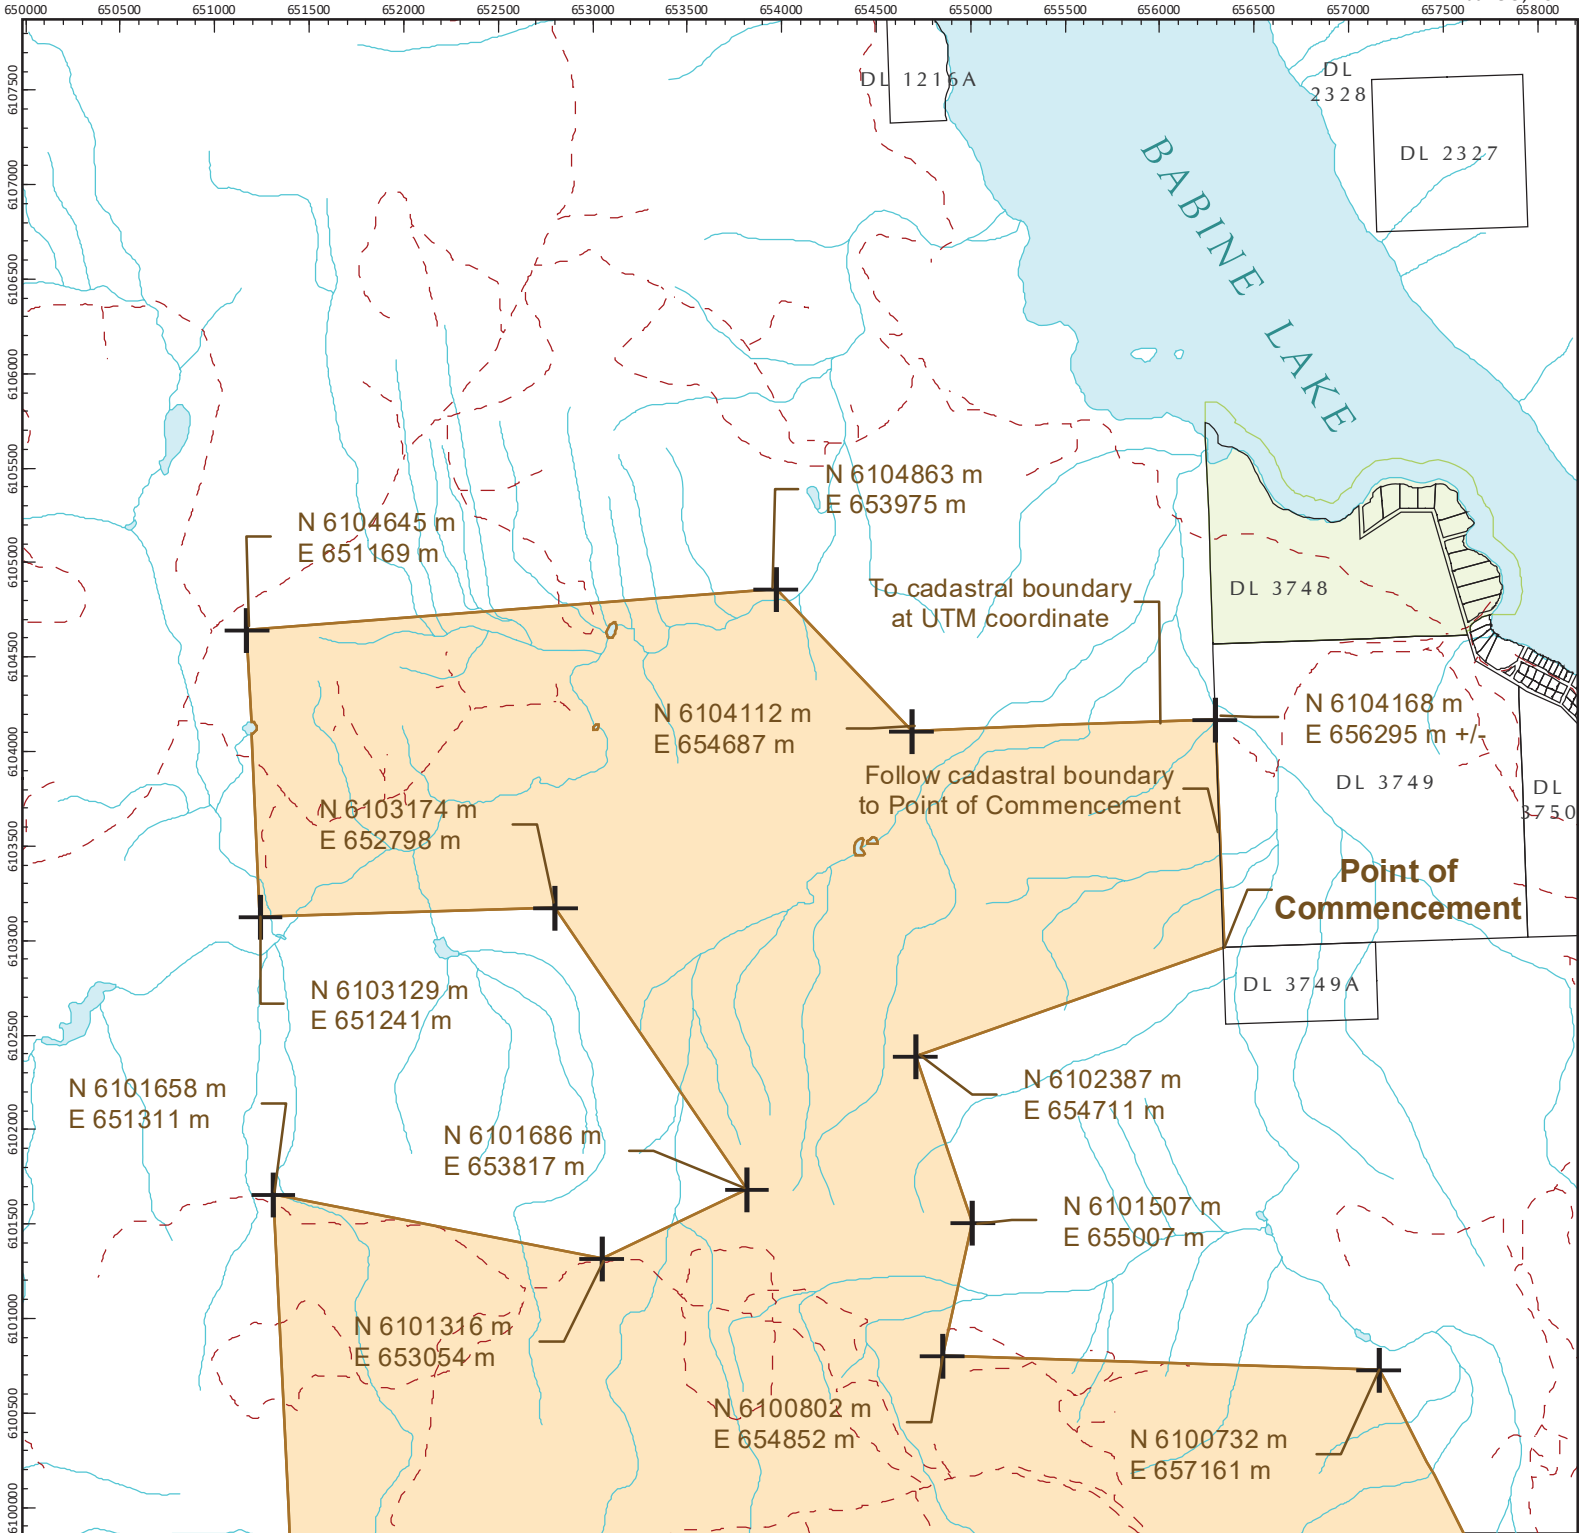 650000 650500 651000 651500 652000 652500 653000 653500 654000 654500 655000 655500 656000 656500 657000 657500 658000
6107500
6107000
6106500
6106000
6105500
6105000
6104500
6104000
6103500
6103000
6102500
6102000
6101500
6101000
6100500
6100000
DL 1216A
DL
2328
DL 2327
BABINE LAKE
N 6104863 m
E 653975 m
N 6104645 m
E 651169 m
To cadastral boundary
at UTM coordinate
DL 3748
N 6104112 m
E 654687 m
N 6104168 m
E 656295 m +/-
Follow cadastral boundary
to Point of Commencement
DL 3749
DL
3750
N 6103174 m
E 652798 m
Point of
Commencement
N 6103129 m
E 651241 m
DL 3749A
N 6101658 m
E 651311 m
N 6102387 m
E 654711 m
N 6101686 m
E 653817 m
N 6101507 m
E 655007 m
N 6101316 m
E 653054 m
N 6100802 m
E 654852 m
N 6100732 m
E 657161 m